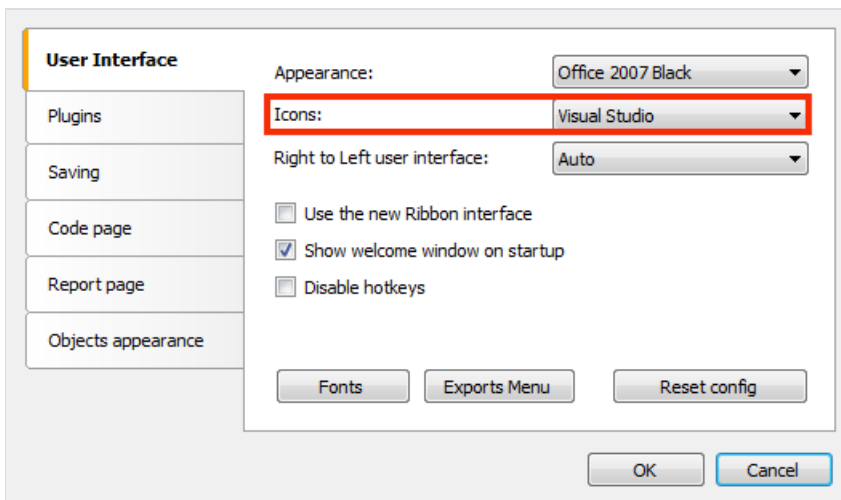 User Interface
Plugins
Saving
Code page
Report page
Objects appearance
Appearance: Office 2007 Black
Icons: Visual Studio
Right to Left user interface: Auto
Use the new Ribbon interface
Show welcome window on startup
Disable hotkeys
Fonts Exports Menu Reset config
OK Cancel